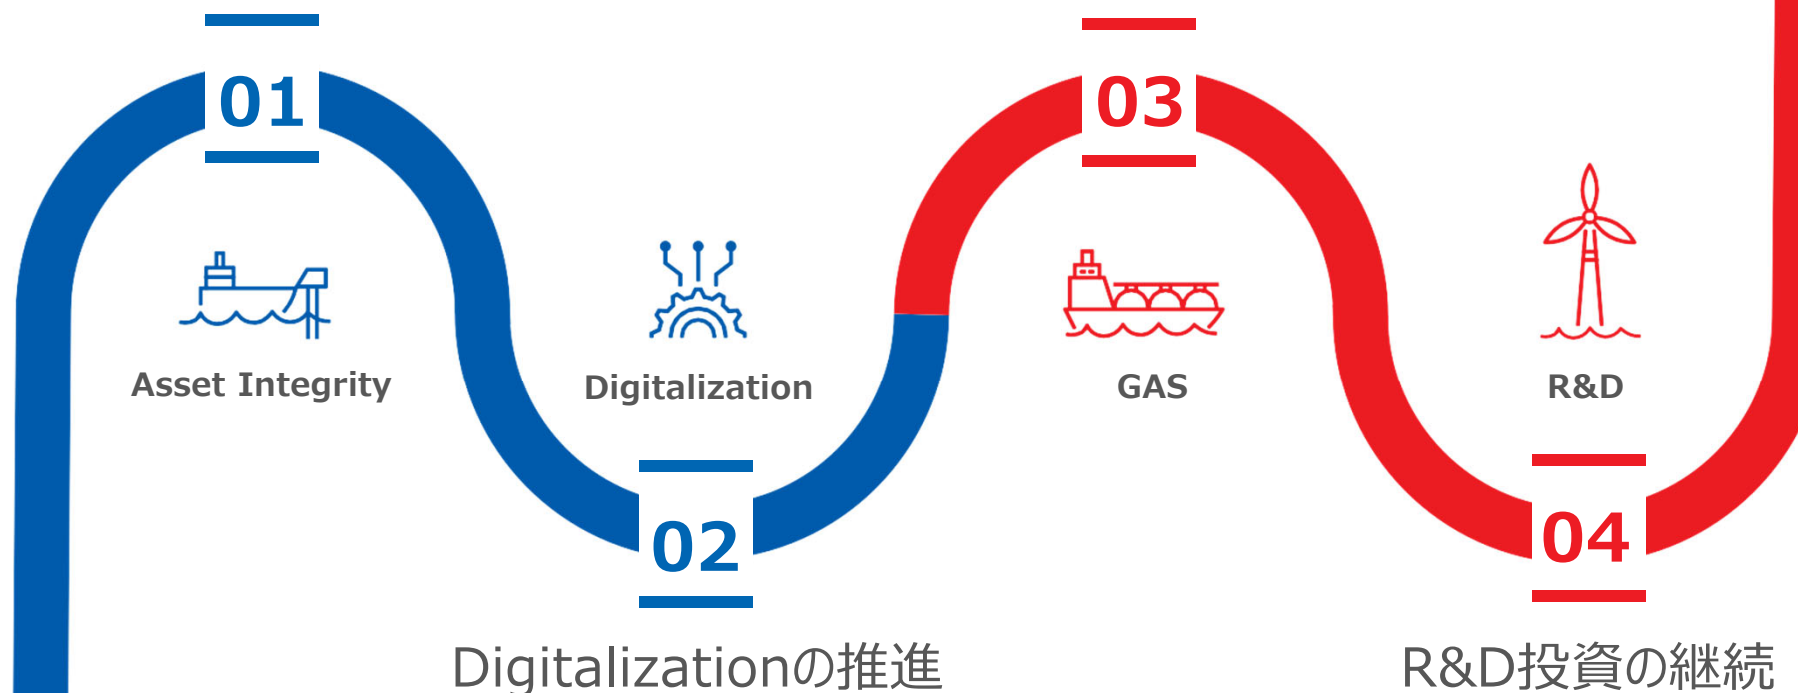 01
Asset Integrity
Digitalization
02
Digitalizationの推進
03
GAS
R&D
04
R&D投資の継続